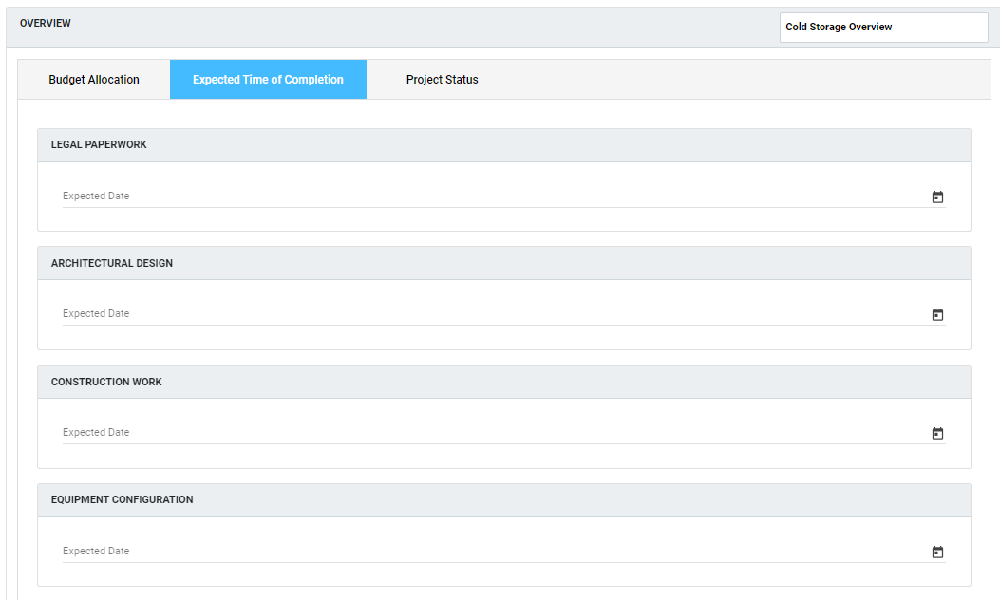 OVERVIEW
Cold Storage Overview
Budget Allocation
Expected Time of Completion
Project Status
LEGAL PAPERWORK
Expected Date
ARCHITECTURAL DESIGN
Expected Date
CONSTRUCTION WORK
Expected Date
EQUIPMENT CONFIGURATION
Expected Date